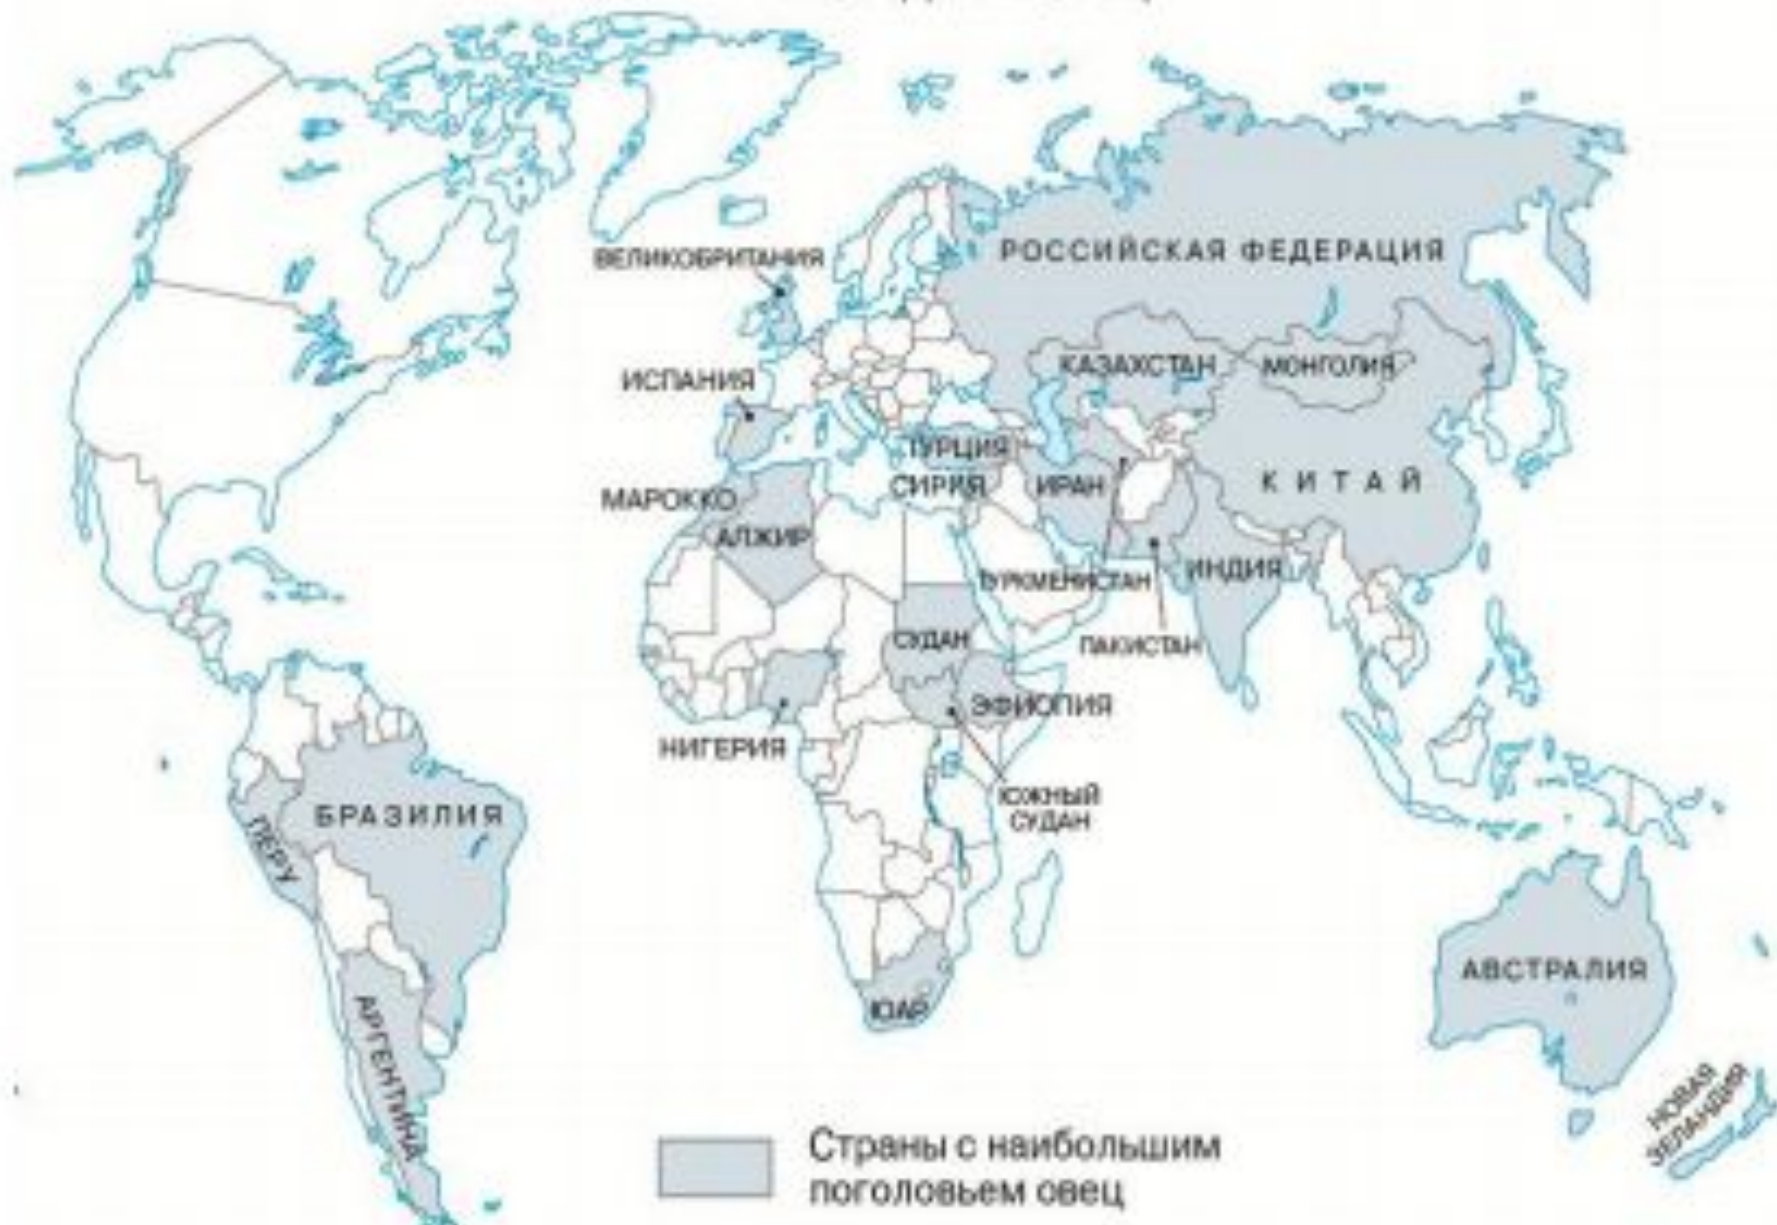 ВЕЛИКОБРИТАНИЯ
РОССИЙСКАЯ ФЕДЕРАЦИЯ
ИСПАНИЯ
КАЗАХСТАН
МОНГОЛИЯ
ТУРЦИЯ
СИРИЯ
ИРАН
КИТАЙ
МАРОККО
АЛЖИР
ТУРКМЕНИСТАН
ИНДИЯ
СУДАН
ПАКИСТАН
ЭФИОПИЯ
НИГЕРИЯ
ЮЖНЫЙ
СУДАН
БРАЗИЛИЯ
ПЕРУ
АВСТРАЛИЯ
ЮАР
АРГЕНТИНА
НОВАЯ
ЗЕЛАНДИЯ
Страны с наибольшим
поголовьем овец